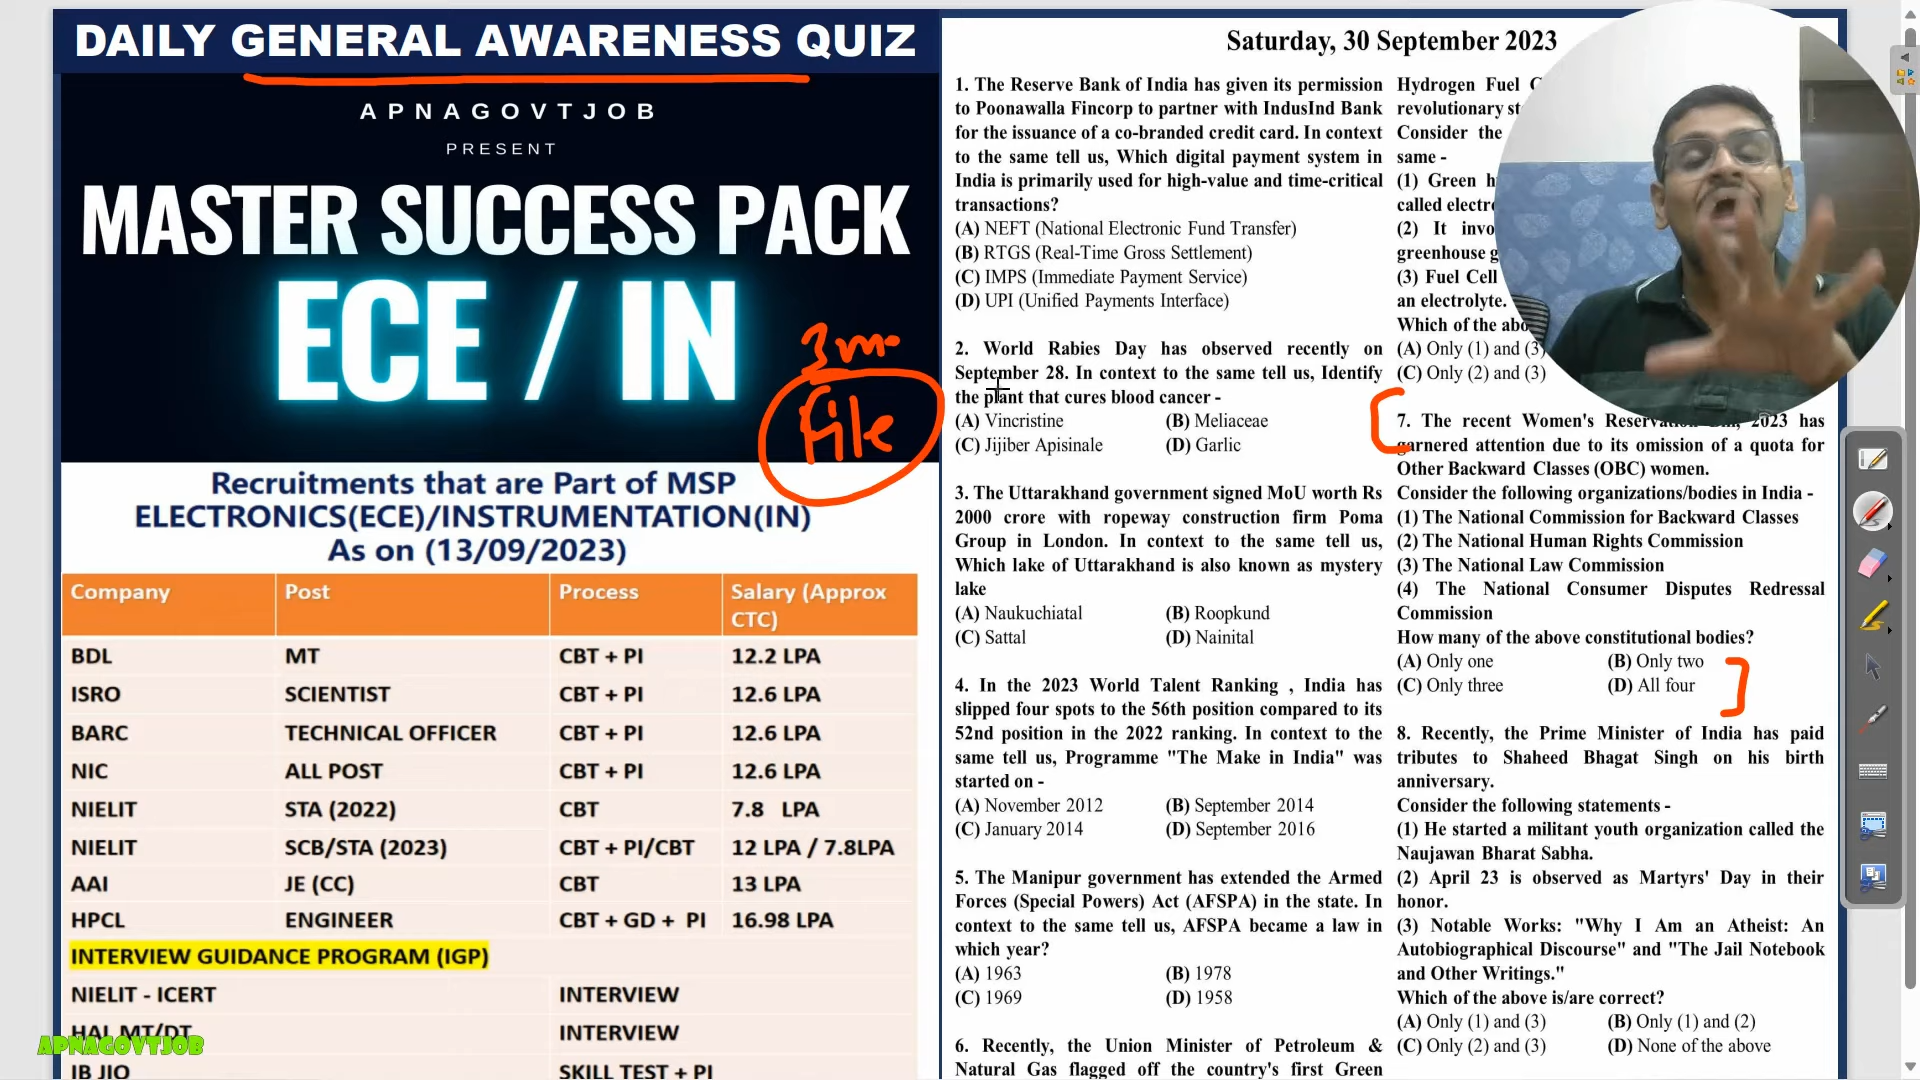 DAILY GENERAL AWARENESS QUIZ
APNAGOVTJOB
PRESENT
MASTER SUCCESS PACK
ECE / IN
3 m
File
Recruitments that are Part of MSP
ELECTRONICS(ECE)/INSTRUMENTATION(IN)
As on (13/09/2023)
Company Post Process Salary (Approx CTC)
BDL MT CBT + PI 12.2 LPA
ISRO SCIENTIST CBT + PI 12.6 LPA
BARC TECHNICAL OFFICER CBT + PI 12.6 LPA
NIC ALL POST CBT + PI 12.6 LPA
NIELIT STA (2022) CBT 7.8 LPA
NIELIT SCB/STA (2023) CBT + PI/CBT 12 LPA / 7.8LPA
AAI JE (CC) CBT 13 LPA
HPCL ENGINEER CBT + GD + PI 16.98 LPA
INTERVIEW GUIDANCE PROGRAM (IGP)
NIELIT - ICERT INTERVIEW
HAL MT/DT INTERVIEW
APNAGOVTJOB
IB JIO SKILL TEST + PI
Saturday, 30 September 2023
1. The Reserve Bank of India has given its permission
to Poonawalla Fincorp to partner with IndusInd Bank
for the issuance of a co-branded credit card. In context
to the same tell us, Which digital payment system in
India is primarily used for high-value and time-critical
transactions?
(A) NEFT (National Electronic Fund Transfer)
(B) RTGS (Real-Time Gross Settlement)
(C) IMPS (Immediate Payment Service)
(D) UPI (Unified Payments Interface)
2. World Rabies Day has observed recently on
September 28. In context to the same tell us, Identify
the plant that cures blood cancer -
(A) Vincristine (B) Meliaceae
(C) Jijiber Apisinale (D) Garlic
3. The Uttarakhand government signed MoU worth Rs
2000 crore with ropeway construction firm Poma
Group in London. In context to the same tell us,
Which lake of Uttarakhand is also known as mystery
lake
(A) Naukuchiatal (B) Roopkund
(C) Sattal (D) Nainital
4. In the 2023 World Talent Ranking , India has
slipped four spots to the 56th position compared to its
52nd position in the 2022 ranking. In context to the
same tell us, Programme "The Make in India" was
started on -
(A) November 2012 (B) September 2014
(C) January 2014 (D) September 2016
5. The Manipur government has extended the Armed
Forces (Special Powers) Act (AFSPA) in the state. In
context to the same tell us, AFSPA became a law in
which year?
(A) 1963 (B) 1978
(C) 1969 (D) 1958
6. Recently, the Union Minister of Petroleum &
Natural Gas flagged off the country's first Green
Hydrogen Fuel
revolutionary
Consider the
same -
(1) Green
called
(2) It
greenhouse
(3) Fuel Cell
an electrolyte.
Which of the
(A) Only (1) and (3)
(C) Only (2) and (3)
7. The recent Women's 2023 has
garnered attention due to its omission of a quota for
Other Backward Classes (OBC) women.
Consider the following organizations/bodies in India -
(1) The National Commission for Backward Classes
(2) The National Human Rights Commission
(3) The National Law Commission
(4) The National Consumer Disputes Redressal
Commission
How many of the above constitutional bodies?
(A) Only one (B) Only two
(C) Only three (D) All four
8. Recently, the Prime Minister of India has paid
tributes to Shaheed Bhagat Singh on his birth
anniversary.
Consider the following statements -
(1) He started a militant youth organization called the
Naujawan Bharat Sabha.
(2) April 23 is observed as Martyrs' Day in their
honor.
(3) Notable Works: "Why I Am an Atheist: An
Autobiographical Discourse" and "The Jail Notebook
and Other Writings."
Which of the above is/are correct?
(A) Only (1) and (3) (B) Only (1) and (2)
(C) Only (2) and (3) (D) None of the above